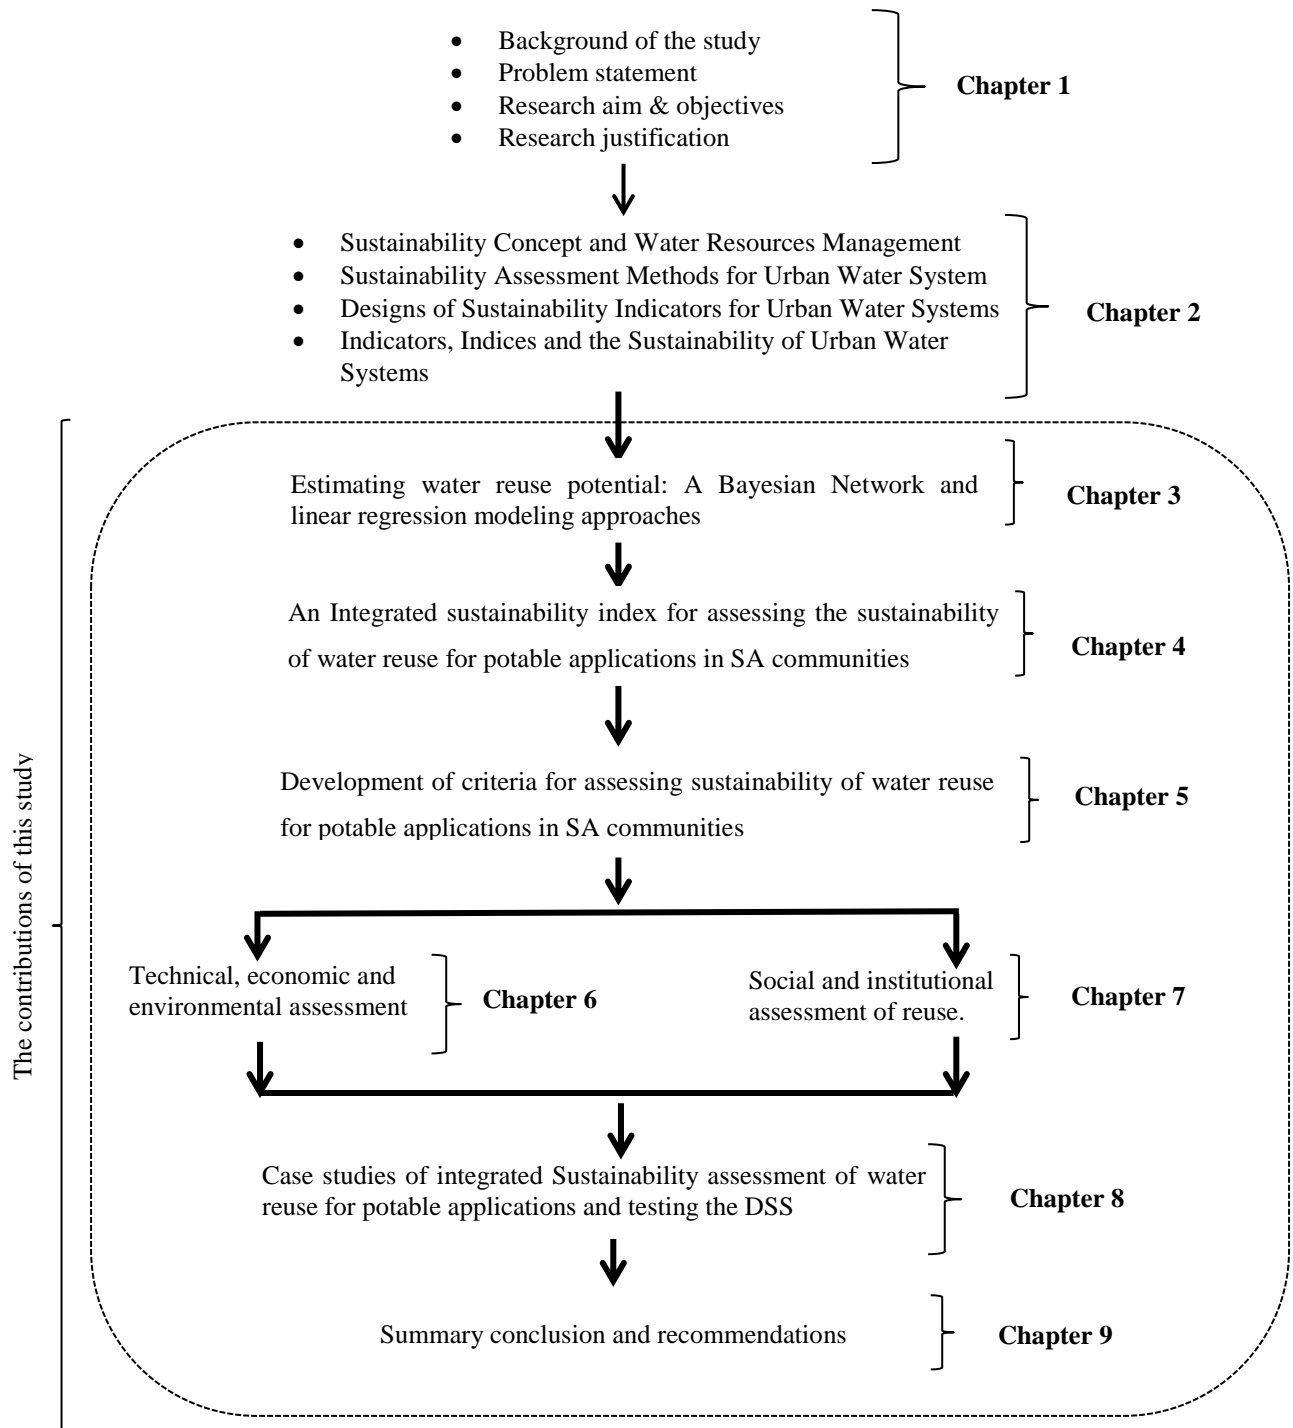 • Background of the study
• Problem statement
• Research aim & objectives
• Research justification
Chapter 1
• Sustainability Concept and Water Resources Management
• Sustainability Assessment Methods for Urban Water System
• Designs of Sustainability Indicators for Urban Water Systems
• Indicators, Indices and the Sustainability of Urban Water
Systems
Chapter 2
The contributions of this study
Estimating water reuse potential: A Bayesian Network and
linear regression modeling approaches
Chapter 3
An Integrated sustainability index for assessing the sustainability
of water reuse for potable applications in SA communities
Chapter 4
Development of criteria for assessing sustainability of water reuse
for potable applications in SA communities
Chapter 5
Technical, economic and
environmental assessment
Chapter 6
Social and institutional
assessment of reuse.
Chapter 7
Case studies of integrated Sustainability assessment of water
reuse for potable applications and testing the DSS
Chapter 8
Summary conclusion and recommendations
Chapter 9